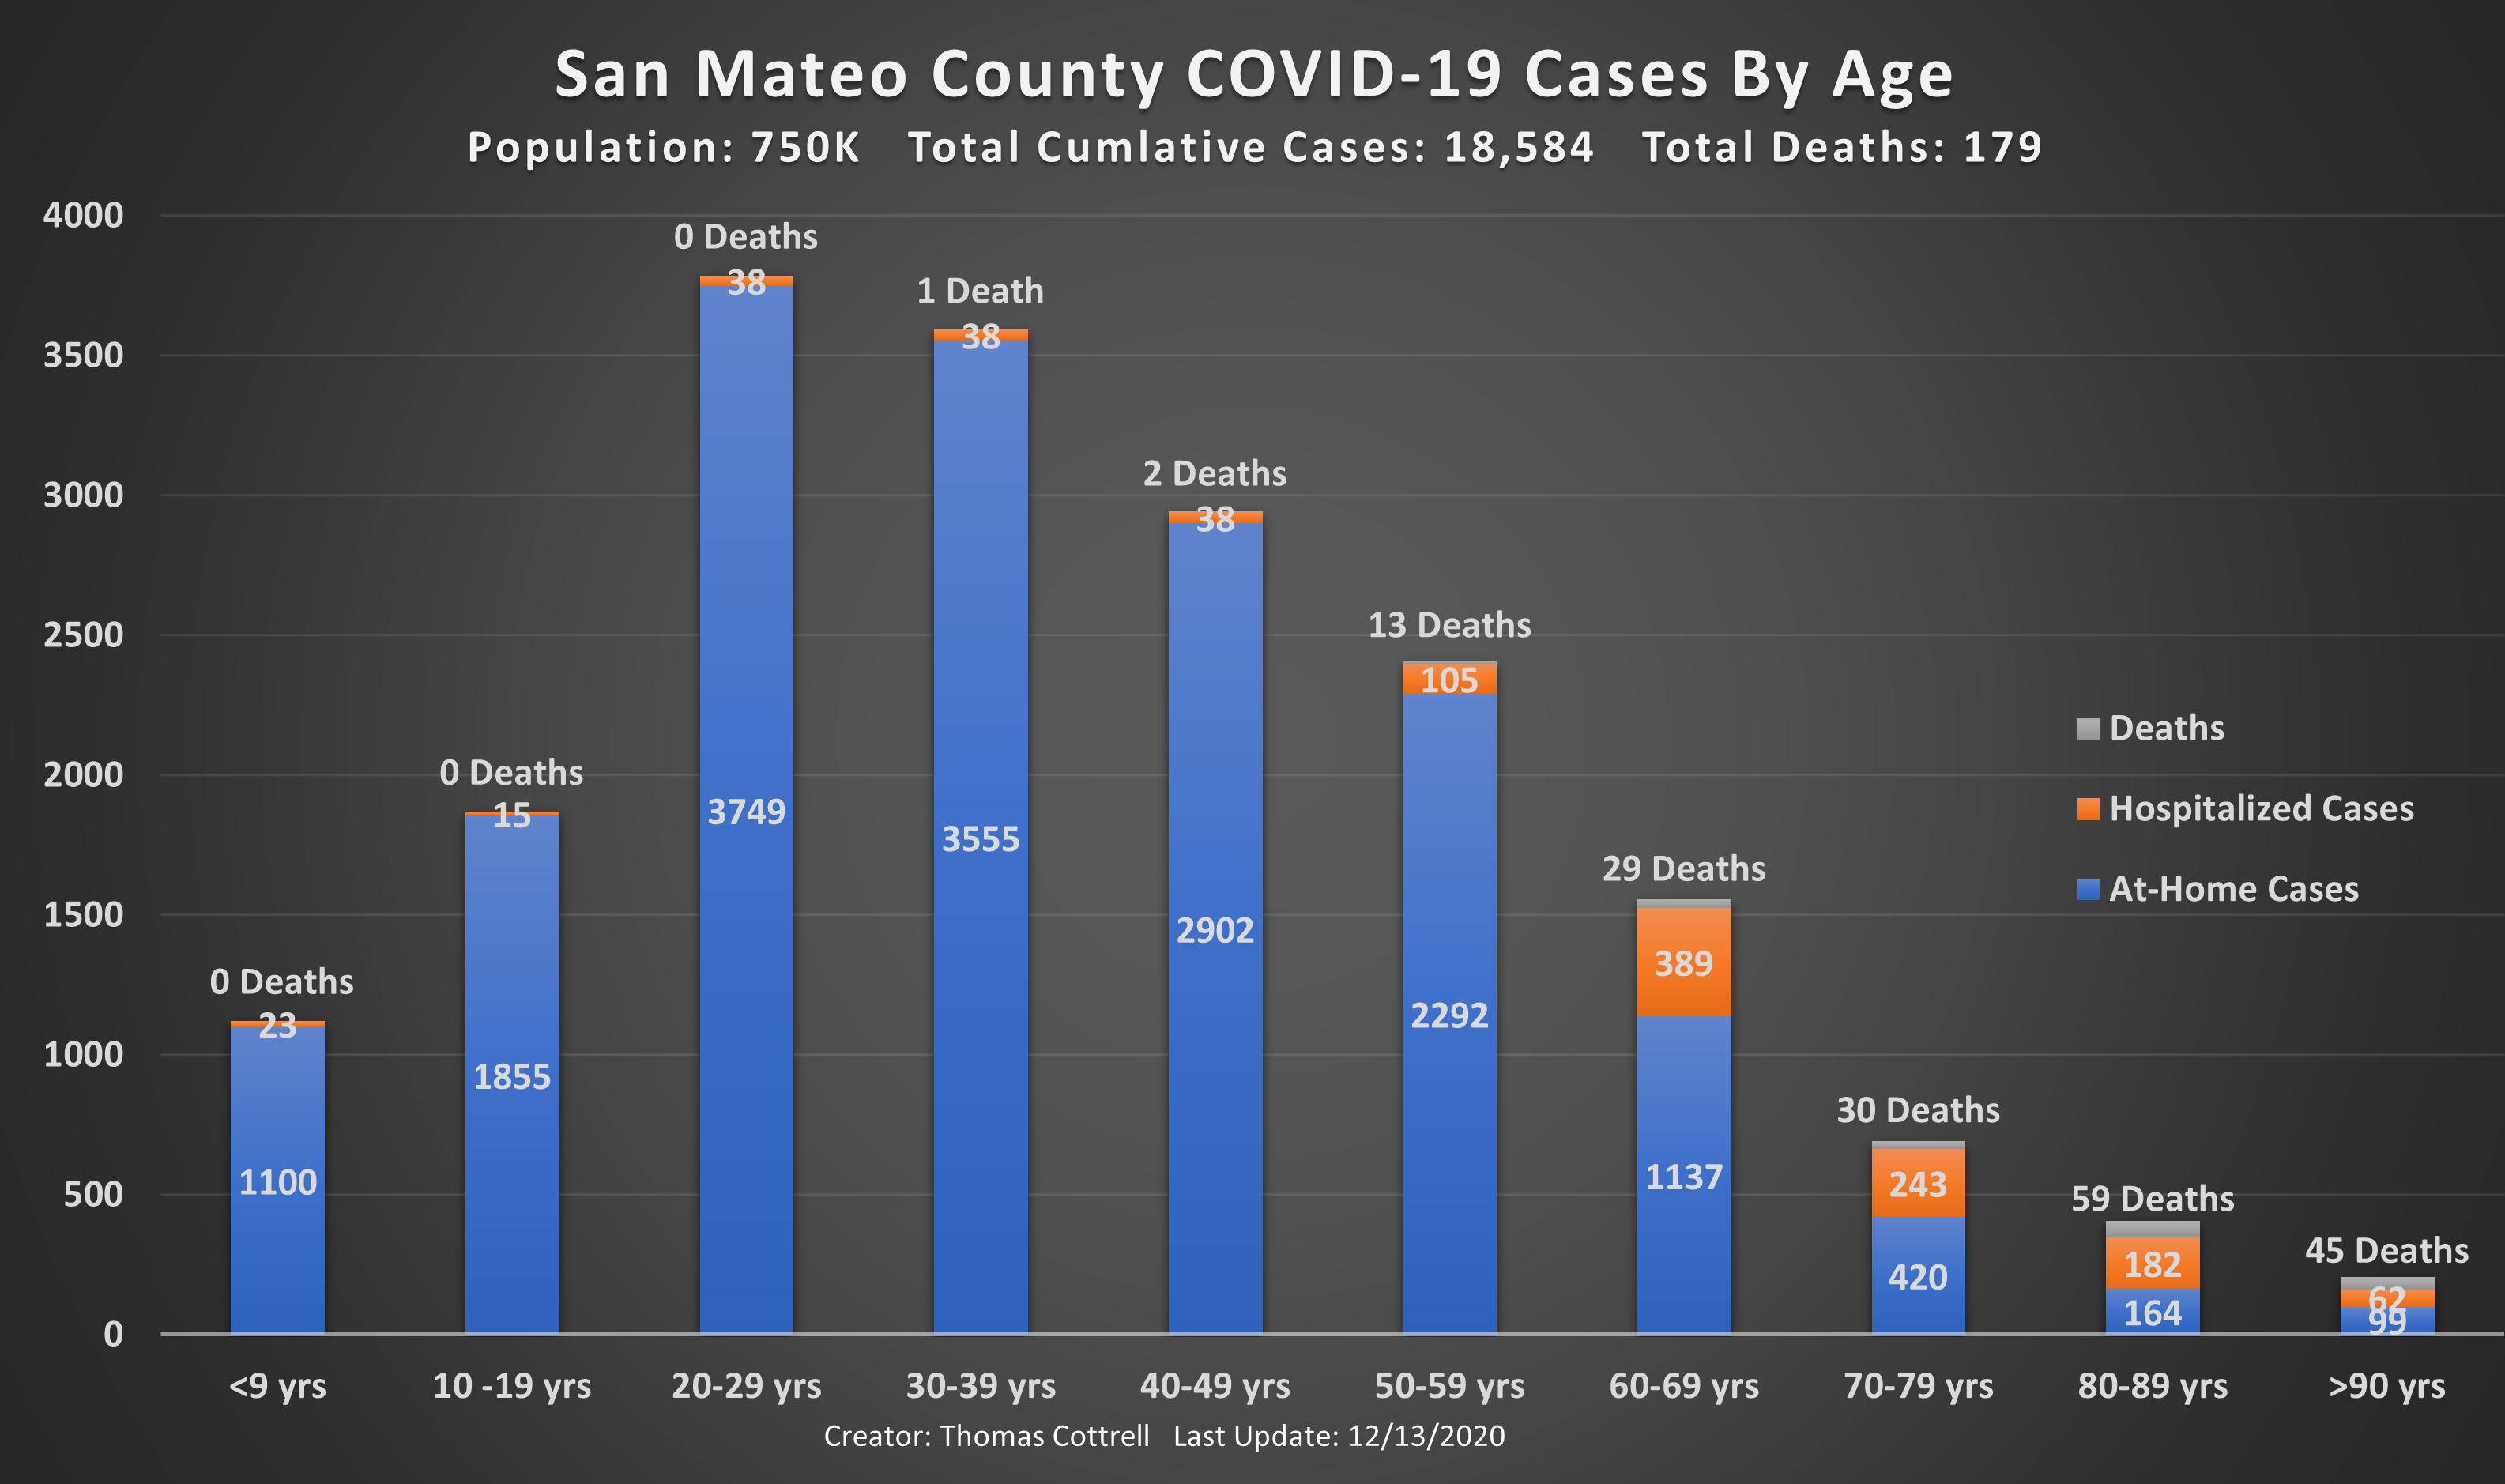 San Mateo County COVID-19 Cases By Age
Population: 750K   Total Cumlative Cases: 18,584   Total Deaths: 179
4000
3500
3000
2500
2000
1500
1000
500
0
0 Deaths
23
1100
0 Deaths
15
1855
0 Deaths
38
3749
1 Death
38
3555
2 Deaths
38
2902
13 Deaths
105
2292
29 Deaths
389
1137
30 Deaths
243
420
59 Deaths
182
164
45 Deaths
62
99
Deaths
Hospitalized Cases
At-Home Cases
<9 yrs
10 -19 yrs
20-29 yrs
30-39 yrs
40-49 yrs
50-59 yrs
60-69 yrs
70-79 yrs
80-89 yrs
>90 yrs
Creator: Thomas Cottrell   Last Update: 12/13/2020